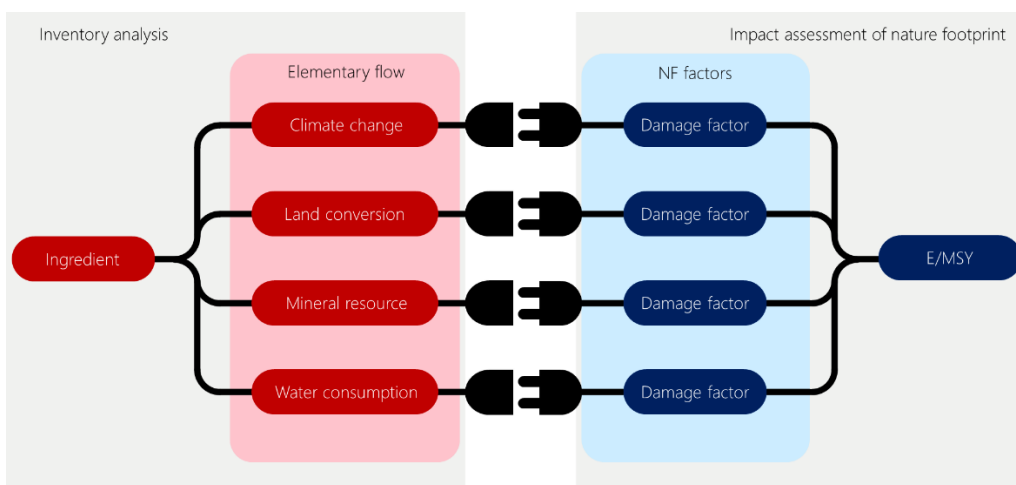 Inventory analysis
Impact assessment of nature footprint
Elementary flow
NF factors
Climate change
Damage factor
Land conversion
Damage factor
Ingredient
E/MSY
Mineral resource
Damage factor
Water consumption
Damage factor